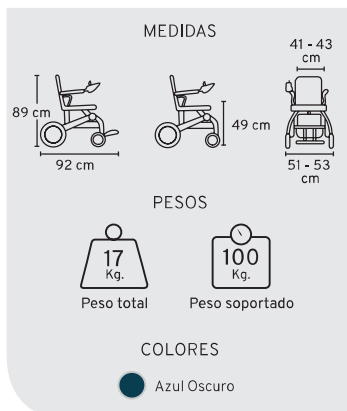 MEDIDAS
41 - 43
cm
89 cm
49 cm
92 cm
51 - 53
cm
PESOS
17
Kg.
100
Kg.
Peso total
Peso soportado
COLORES
Azul Oscuro